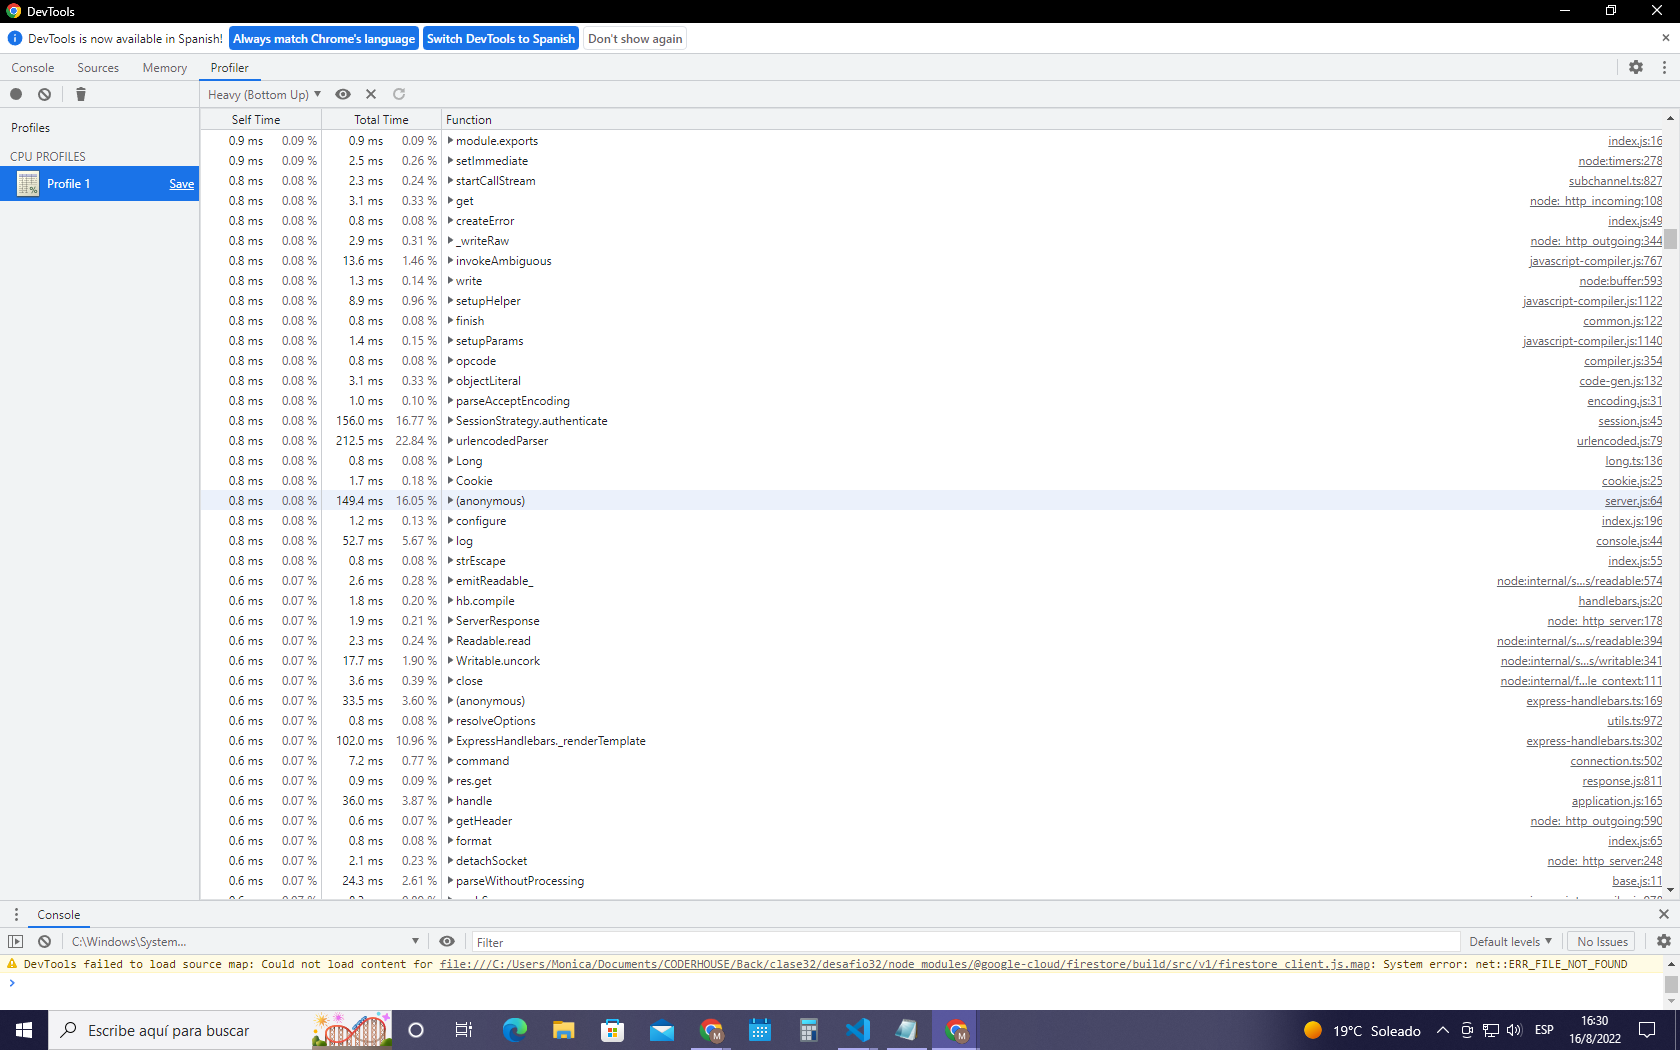 DevTools
DevTools is now available in Spanish! Always match Chrome's language Switch DevTools to Spanish Don't show again
Console Sources Memory Profiler
Heavy (Bottom Up)
Profiles
CPU PROFILES
Profile 1 Save
Self Time Total Time Function
0.9 ms 0.09 % 0.9 ms 0.09 % module.exports index.js:16
0.9 ms 0.09 % 2.5 ms 0.26 % setImmediate node:timers:278
0.8 ms 0.08 % 2.3 ms 0.24 % startCallStream subchannel.ts:827
0.8 ms 0.08 % 3.1 ms 0.33 % get node:_http_incoming:108
0.8 ms 0.08 % 0.8 ms 0.08 % createError index.js:49
0.8 ms 0.08 % 2.9 ms 0.31 % _writeRaw node:_http_outgoing:344
0.8 ms 0.08 % 13.6 ms 1.46 % invokeAmbiguous javascript-compiler.js:767
0.8 ms 0.08 % 1.3 ms 0.14 % write node:buffer:593
0.8 ms 0.08 % 8.9 ms 0.96 % setupHelper javascript-compiler.js:1122
0.8 ms 0.08 % 0.8 ms 0.08 % finish common.js:122
0.8 ms 0.08 % 1.4 ms 0.15 % setupParams javascript-compiler.js:1140
0.8 ms 0.08 % 0.8 ms 0.08 % opcode compiler.js:354
0.8 ms 0.08 % 3.1 ms 0.33 % objectLiteral code-gen.js:132
0.8 ms 0.08 % 1.0 ms 0.10 % parseAcceptEncoding encoding.js:31
0.8 ms 0.08 % 156.0 ms 16.77 % SessionStrategy.authenticate session.js:45
0.8 ms 0.08 % 212.5 ms 22.84 % urlencodedParser urlencoded.js:79
0.8 ms 0.08 % 0.8 ms 0.08 % Long long.ts:136
0.8 ms 0.08 % 1.7 ms 0.18 % Cookie cookie.js:25
0.8 ms 0.08 % 149.4 ms 16.05 % (anonymous) server.js:64
0.8 ms 0.08 % 1.2 ms 0.13 % configure index.js:196
0.8 ms 0.08 % 52.7 ms 5.67 % log console.js:44
0.8 ms 0.08 % 0.8 ms 0.08 % strEscape index.js:55
0.6 ms 0.07 % 2.6 ms 0.28 % emitReadable_ node:internal/s...s/readable:574
0.6 ms 0.07 % 1.8 ms 0.20 % hb.compile handlebars.js:20
0.6 ms 0.07 % 1.9 ms 0.21 % ServerResponse node:_http_server:178
0.6 ms 0.07 % 2.3 ms 0.24 % Readable.read node:internal/s...s/readable:394
0.6 ms 0.07 % 17.7 ms 1.90 % Writable.uncork node:internal/s...s/writable:341
0.6 ms 0.07 % 3.6 ms 0.39 % close node:internal/f...le_context:111
0.6 ms 0.07 % 33.5 ms 3.60 % (anonymous) express-handlebars.ts:169
0.6 ms 0.07 % 0.8 ms 0.08 % resolveOptions utils.ts:972
0.6 ms 0.07 % 102.0 ms 10.96 % ExpressHandlebars._renderTemplate express-handlebars.ts:302
0.6 ms 0.07 % 7.2 ms 0.77 % command connection.ts:502
0.6 ms 0.07 % 0.9 ms 0.09 % res.get response.js:811
0.6 ms 0.07 % 36.0 ms 3.87 % handle application.js:165
0.6 ms 0.07 % 0.6 ms 0.07 % getHeader node:_http_outgoing:590
0.6 ms 0.07 % 0.8 ms 0.08 % format index.js:65
0.6 ms 0.07 % 2.1 ms 0.23 % detachSocket node:_http_server:248
0.6 ms 0.07 % 24.3 ms 2.61 % parseWithoutProcessing base.js:11
Console
C:\Windows\System... Filter Default levels No Issues
DevTools failed to load source map: Could not load content for file:///C:/Users/Monica/Documents/CODERHOUSE/Back/clase32/desafio32/node_modules/@google-cloud/firestore/build/src/v1/firestore_client.js.map: System error: net::ERR_FILE_NOT_FOUND
Escribe aquí para buscar 19°C Soleado ESP 16:30
16/8/2022